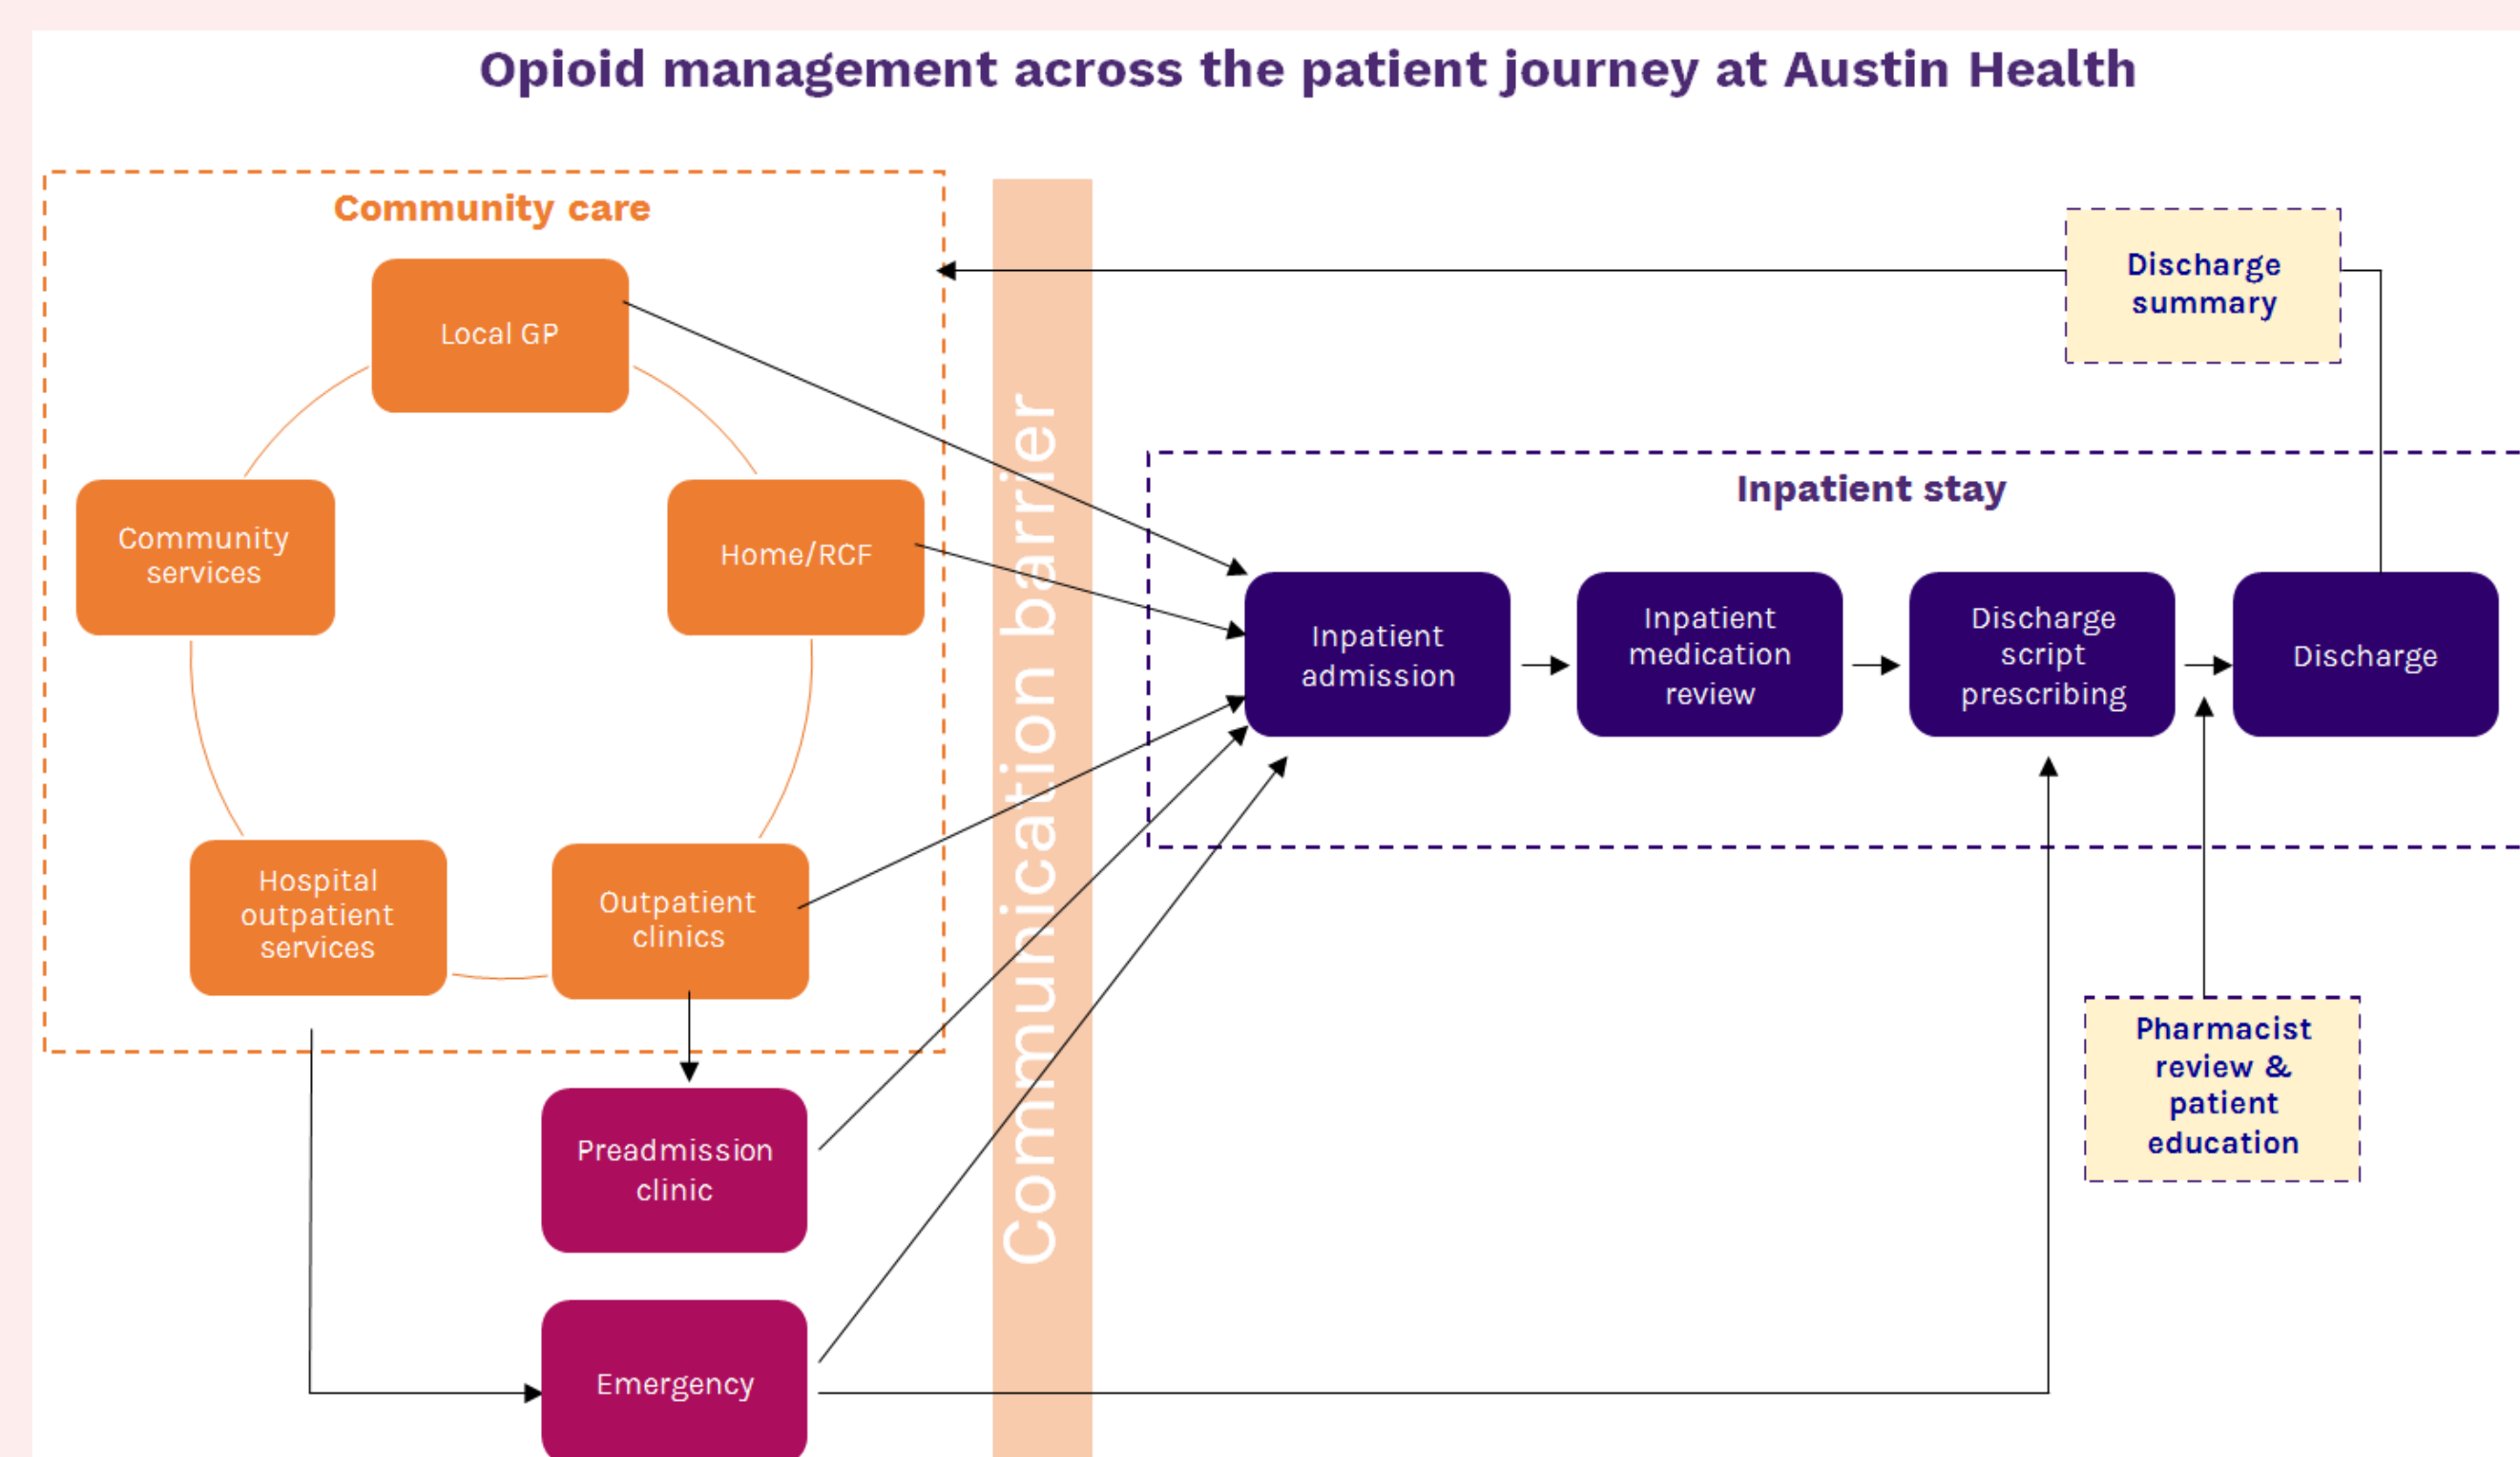 Opioid management across the patient journey at Austin Health
Community care
Local GP
Community
services
Home/RCF
Hospital
outpatient
services
Outpatient
clinics
Preadmission
clinic
Emergency
Communication barrier
Discharge
summary
Inpatient stay
Inpatient
admission
Inpatient
medication
review
Discharge
script
prescribing
Discharge
Pharmacist
review &
patient
education